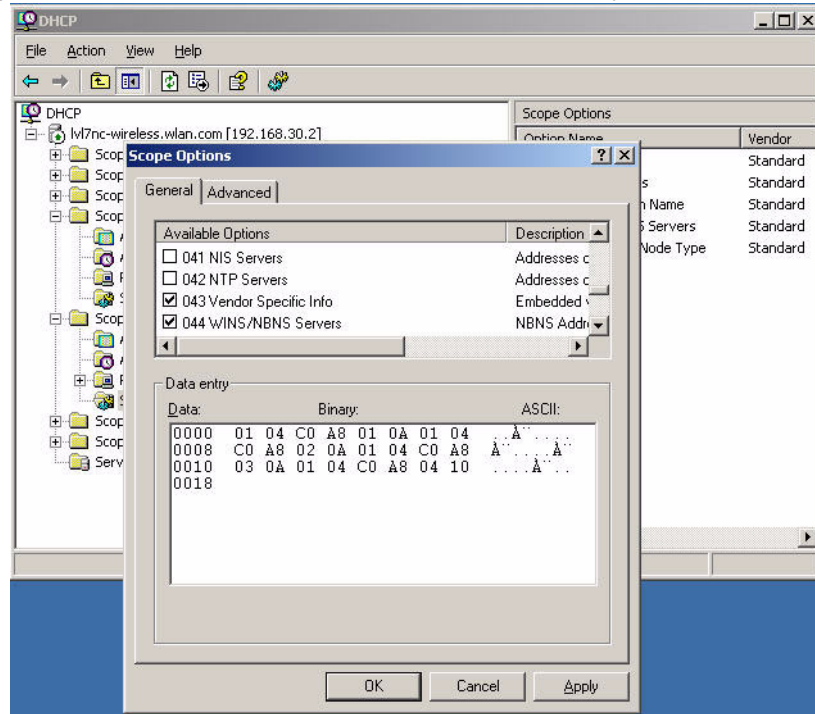 DHCP
File Action View Help
DHCP
lvl7nc-wireless.wlan.com [192.168.30.2]
Scope Options
Option Name Vendor
Standard
Standard
Name Standard
Servers Standard
Node Type Standard
Scope Options
General Advanced
Available Options Description
041 NIS Servers Addresses
042 NTP Servers Addresses
043 Vendor Specific Info Embedded
044 WINS/NBNS Servers NBNS
Data entry
Data: Binary: ASCII:
0000 01 04 C0 A8 01 0A 01 04 ..À¨....
0008 C0 A8 02 0A 01 04 C0 A8 À¨....À¨
0010 03 0A 01 04 C0 A8 04 10 ....À¨..
0018
OK Cancel Apply